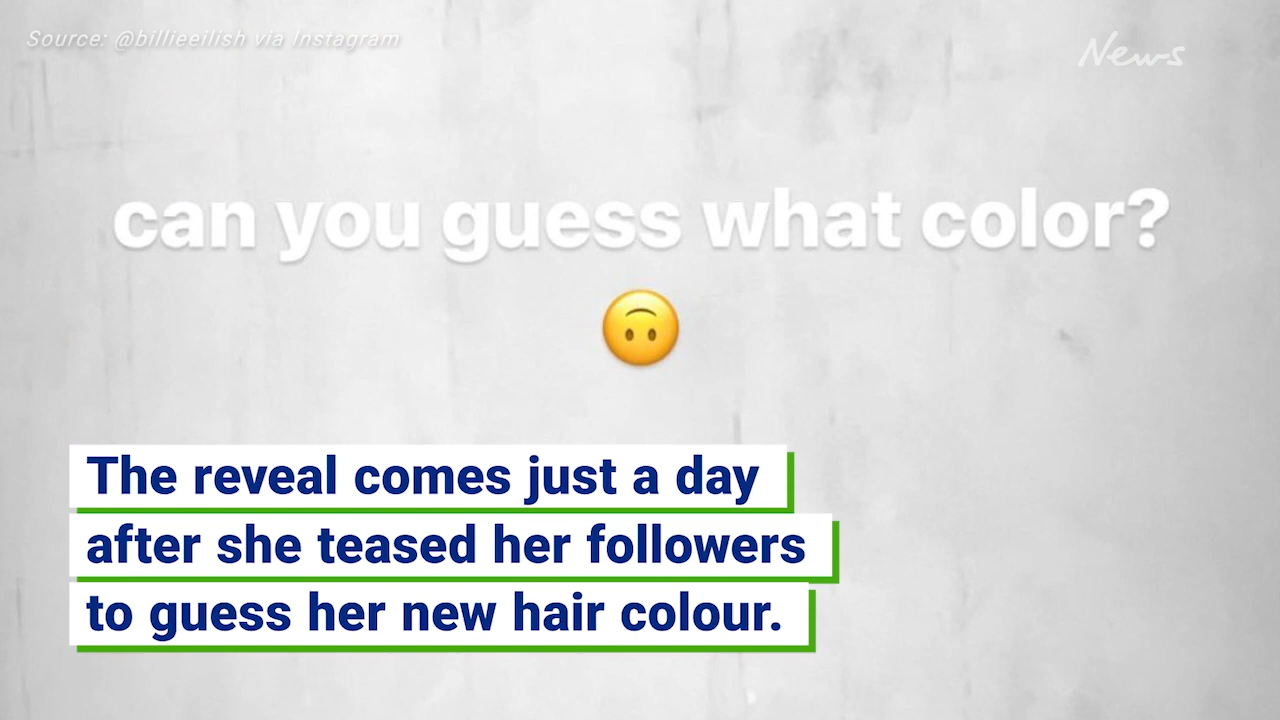 Source: @billieeilish via Instagram
News
can you guess what color?
🙃
The reveal comes just a day
after she teased her followers
to guess her new hair colour.